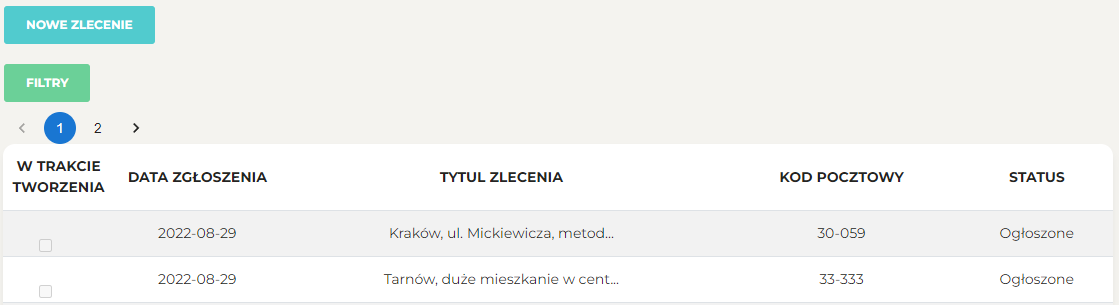 NOWE ZLECENIE
FILTRY
1 2
W TRAKCIE TWORZENIA DATA ZGŁOSZENIA TYTUL ZLECENIA KOD POCZTOWY STATUS
2022-08-29 Kraków, ul. Mickiewicza, metod... 30-059 Ogłoszone
2022-08-29 Tarnów, duże mieszkanie w cent... 33-333 Ogłoszone